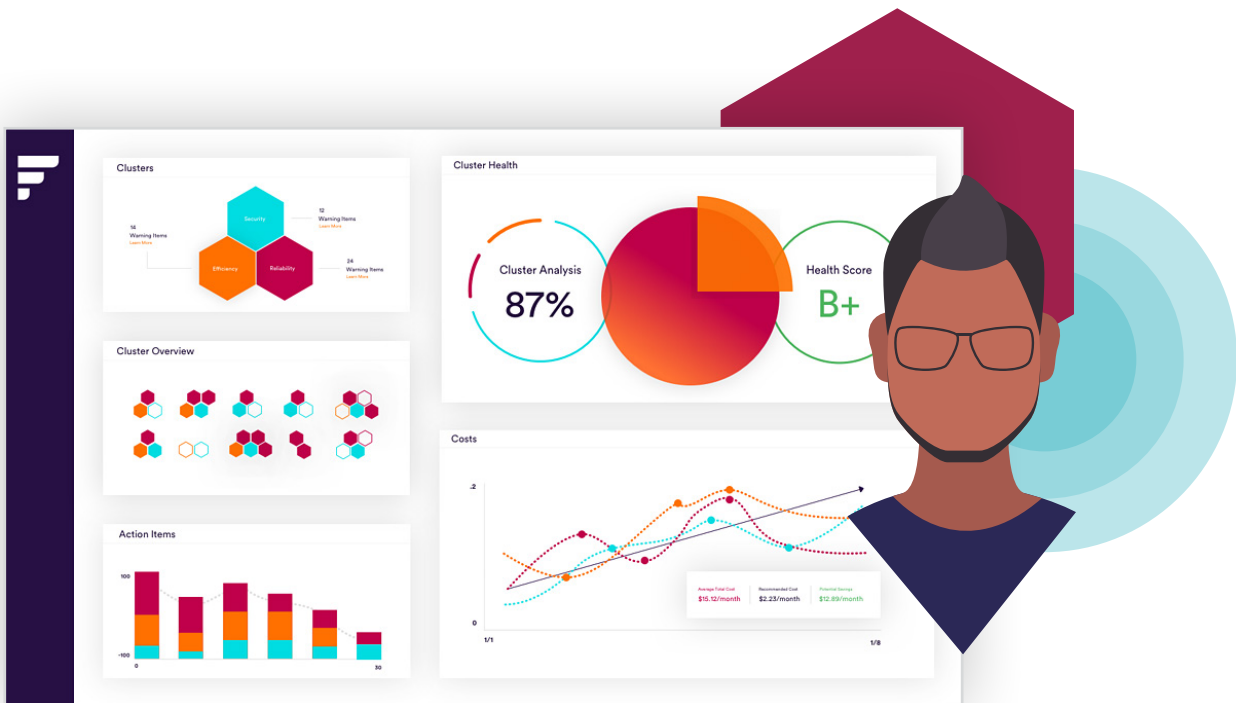 Clusters
Security
12
Warning Items
Learn More
18
Warning Items
Learn More
Efficiency
Reliability
24
Warning Items
Learn More
Cluster Health
Cluster Analysis
87%
Health Score
B+
Cluster Overview
Action Items
100
-100
0
30
Costs
.2
0
1/1
1/8
Average Total Cost
$15.12/month
Recommended Cost
$2.23/month
Potential Savings
$12.89/month